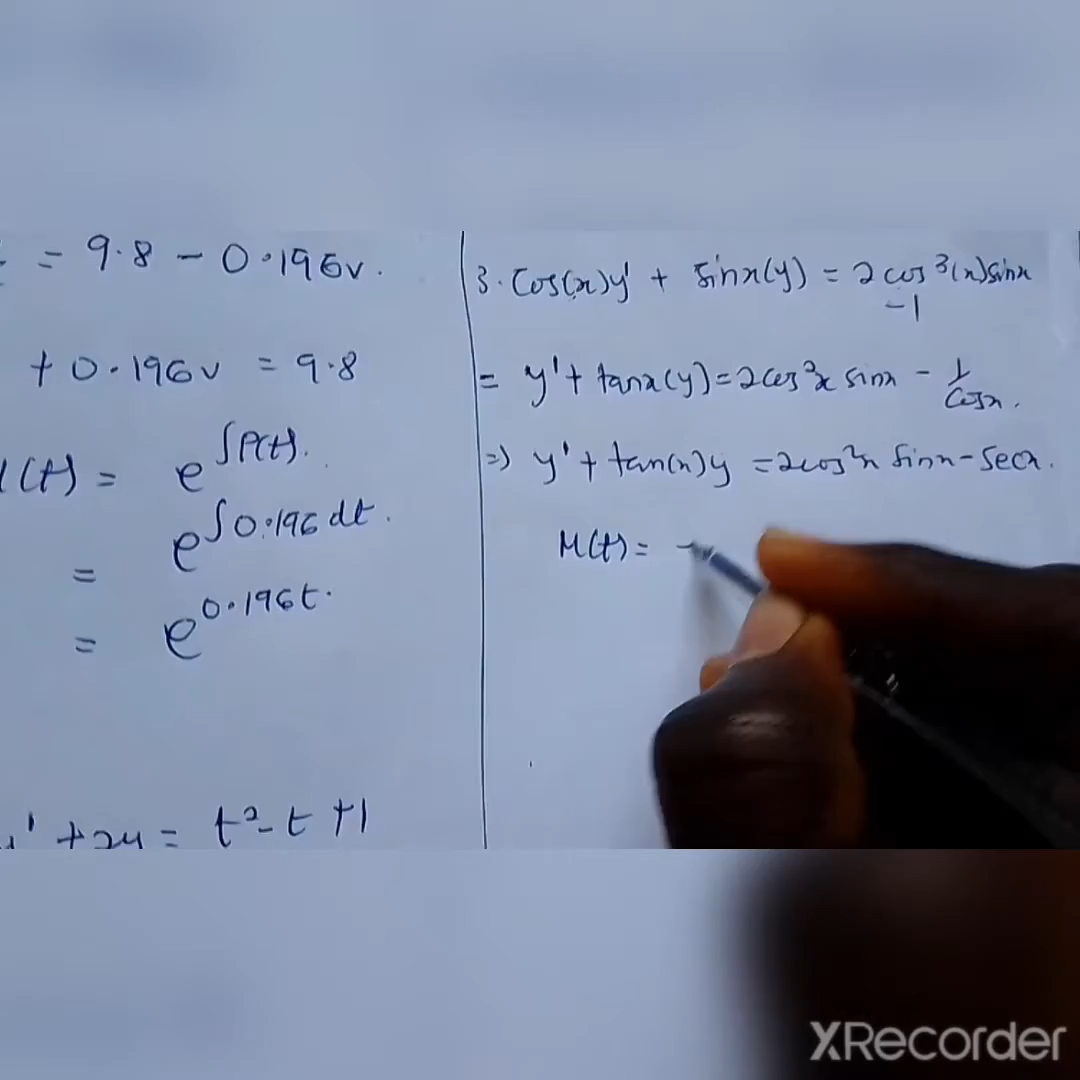 = 9.8 - 0.196v.
+ 0.196v = 9.8
(t) = e^∫P(t).
= e^∫0.196 dt.
= e^0.196t.
y' + 2y = t² - t + 1
3. Cos(x)y' + sinx(y) = 2cos³(x)sinx
-1
= y' + tanx(y) = 2cos²x sinx - 1/Cosx.
=> y' + tan(x)y = 2cos²x sinx - secx.
M(t) =
XRecorder